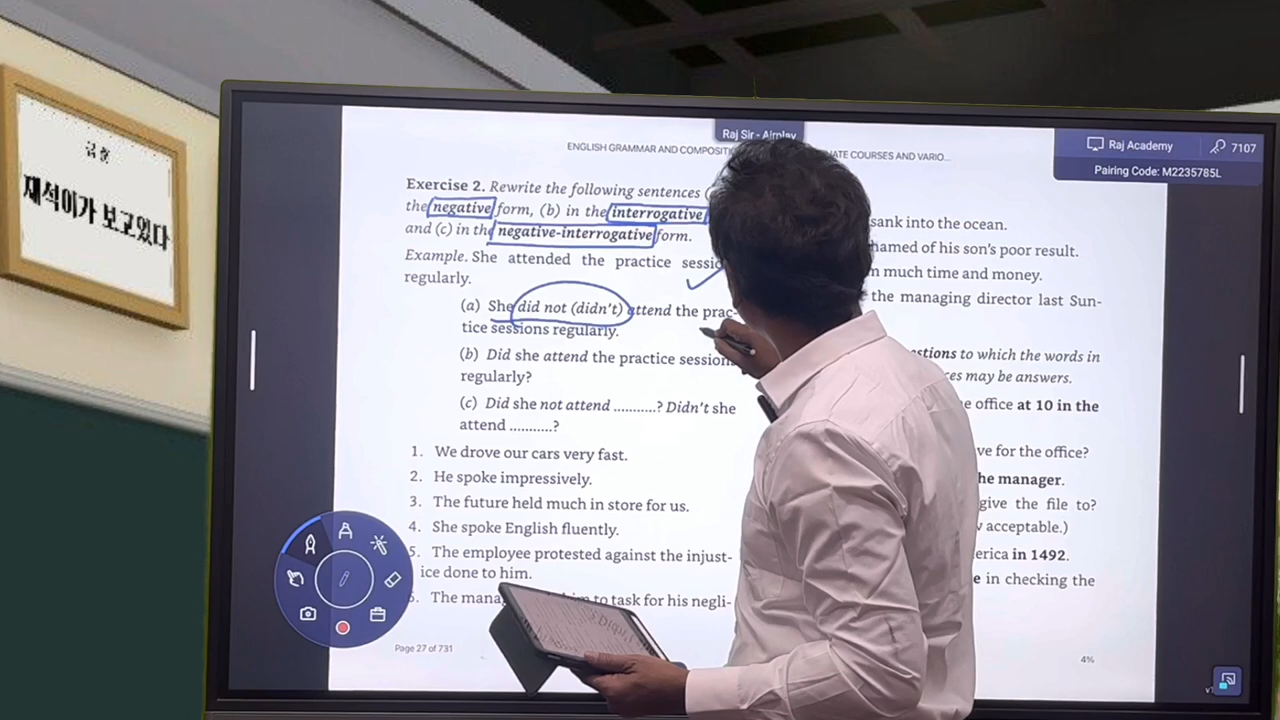 급훈
재석이가 보고있다
Raj Sir - Airplay
Raj Academy 7107
Pairing Code: M2235785L
ENGLISH GRAMMAR AND COMPOSITI
ATE COURSES AND VARIO...
Exercise 2. Rewrite the following sentences (
the negative form, (b) in the interrogative
and (c) in the negative-interrogative form.
Example. She attended the practice sessio
regularly.
(a) She did not (didn't) attend the prac-
tice sessions regularly.
(b) Did she attend the practice session
regularly?
(c) Did she not attend ...........? Didn't she
attend ...........?
1. We drove our cars very fast.
2. He spoke impressively.
3. The future held much in store for us.
4. She spoke English fluently.
5. The employee protested against the injust-
ice done to him.
6. The mana him to task for his negli-
Page 27 of 731
sank into the ocean.
hamed of his son's poor result.
n much time and money.
the managing director last Sun-
stions to which the words in
es may be answers.
e office at 10 in the
ve for the office?
he manager.
give the file to?
acceptable.)
erica in 1492.
e in checking the
4%